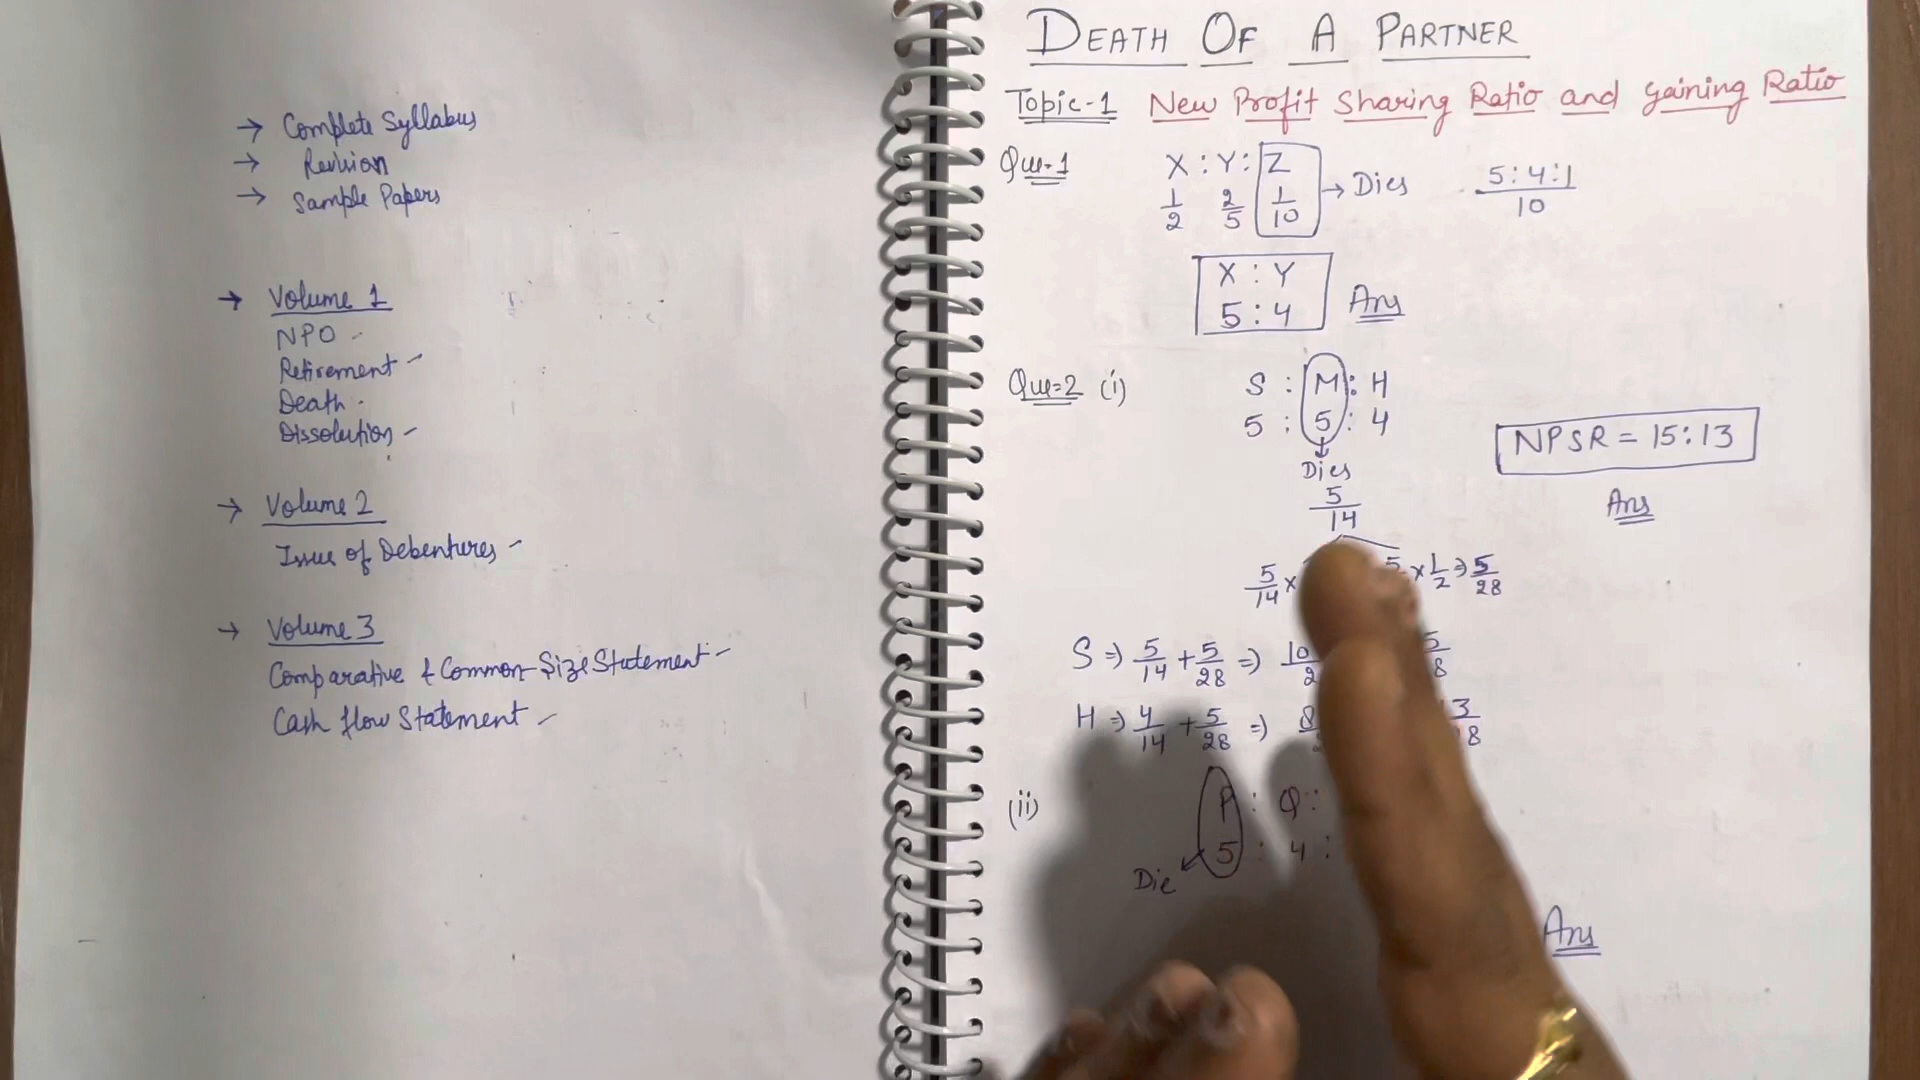 → Complete Syllabus
→ Revision
→ Sample Papers
→ Volume 1
NPO
Retirement
Death
Dissolution
→ Volume 2
Issue of Debentures
→ Volume 3
Comparative & Common-Size Statement
Cash flow Statement
DEATH OF A PARTNER
Topic-1 New Profit Sharing Ratio and gaining Ratio
Que-1 X : Y : Z → Dies 5:4:1/10
1/2 2/5 1/10
X : Y
5 : 4 Ans
Que=2 (i) S : M : H
5 : 5 : 4
NPSR = 15:13
Dies
Ans
5/14
5/14 × 5 × 1/2 ⇒ 5/28
S ⇒ 5/14 + 5/28 ⇒ 10 5
H ⇒ 4/14 + 5/28 ⇒ 8 13
(ii) P : Q :
5 : 4 :
Die
Ans